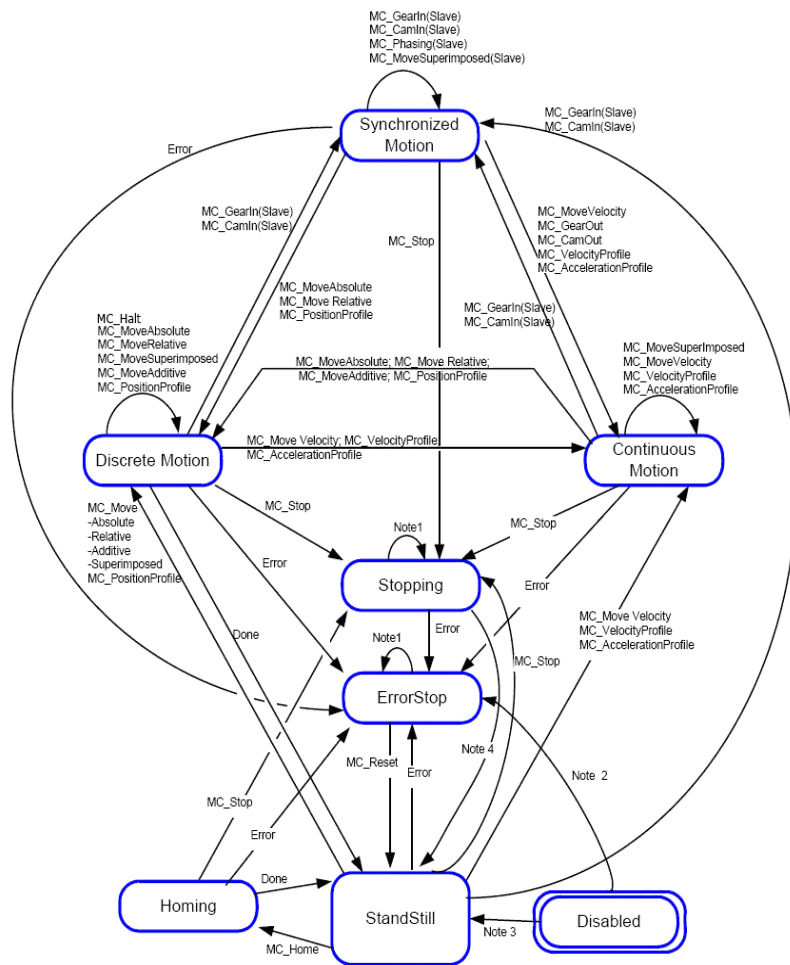 MC_GearIn(Slave)
MC_CamIn(Slave)
MC_Phasing(Slave)
MC_MoveSuperimposed(Slave)
MC_GearIn(Slave)
MC_CamIn(Slave)
Synchronized
Motion
Error
MC_GearIn(Slave)
MC_CamIn(Slave)
MC_Stop
MC_MoveVelocity
MC_GearOut
MC_CamOut
MC_VelocityProfile
MC_AccelerationProfile
MC_MoveAbsolute
MC_Move Relative
MC_PositionProfile
MC_GearIn(Slave)
MC_CamIn(Slave)
MC_Halt
MC_MoveAbsolute
MC_MoveRelative
MC_MoveSuperimposed
MC_MoveAdditive
MC_PositionProfile
MC_MoveAbsolute; MC_Move Relative;
MC_MoveAdditive; MC_PositionProfile
MC_MoveSuperImposed
MC_MoveVelocity
MC_VelocityProfile
MC_AccelerationProfile
Discrete Motion
MC_Move Velocity; MC_VelocityProfile;
MC_AccelerationProfile
Continuous
Motion
MC_Move
-Absolute
-Relative
-Additive
-Superimposed
MC_PositionProfile
MC_Stop
Note1
MC_Stop
Error
Stopping
Error
Done
Note1
Error
MC_Move Velocity
MC_VelocityProfile
MC_AccelerationProfile
MC_Stop
ErrorStop
MC_Reset
Error
Note 4
Note 2
MC_Stop
Error
Done
Homing
StandStill
Disabled
Note 3
MC_Home